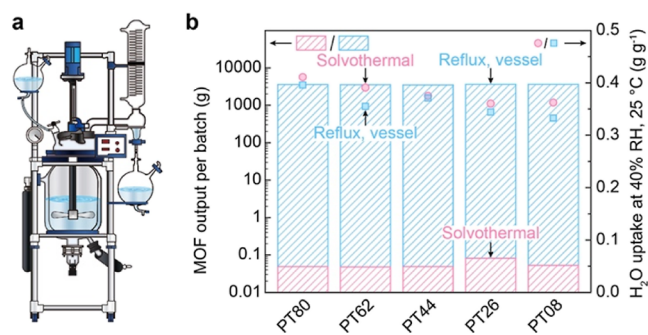 a
b
/
/
Solvothermal
Reflux, vessel
Reflux, vessel
Solvothermal
MOF output per batch (g)
10000
1000
100
10
1
0.1
0.01
H₂O uptake at 40% RH, 25 °C (g g⁻¹)
0.5
0.4
0.3
0.2
0.1
0.0
PT80
PT62
PT44
PT26
PT08